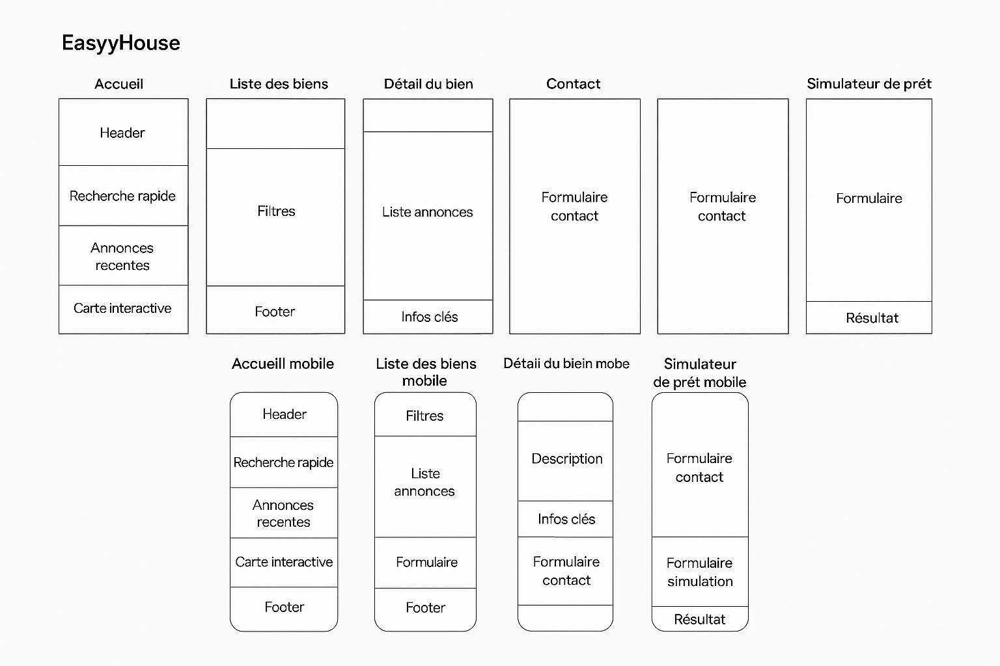 EasyyHouse
Accueil
Liste des biens
Détail du bien
Contact
Simulateur de prét
Header
Recherche rapide
Annonces
recentes
Carte interactive
Filtres
Footer
Liste annonces
Infos clés
Formulaire
contact
Formulaire
contact
Formulaire
Résultat
Accueill mobile
Liste des biens
mobile
Détaii du biein mobe
Simulateur
de prét mobile
Header
Recherche rapide
Annonces
recentes
Carte interactive
Footer
Filtres
Liste
annonces
Formulaire
Footer
Description
Infos clés
Formulaire
contact
Formulaire
contact
Formulaire
simulation
Résultat